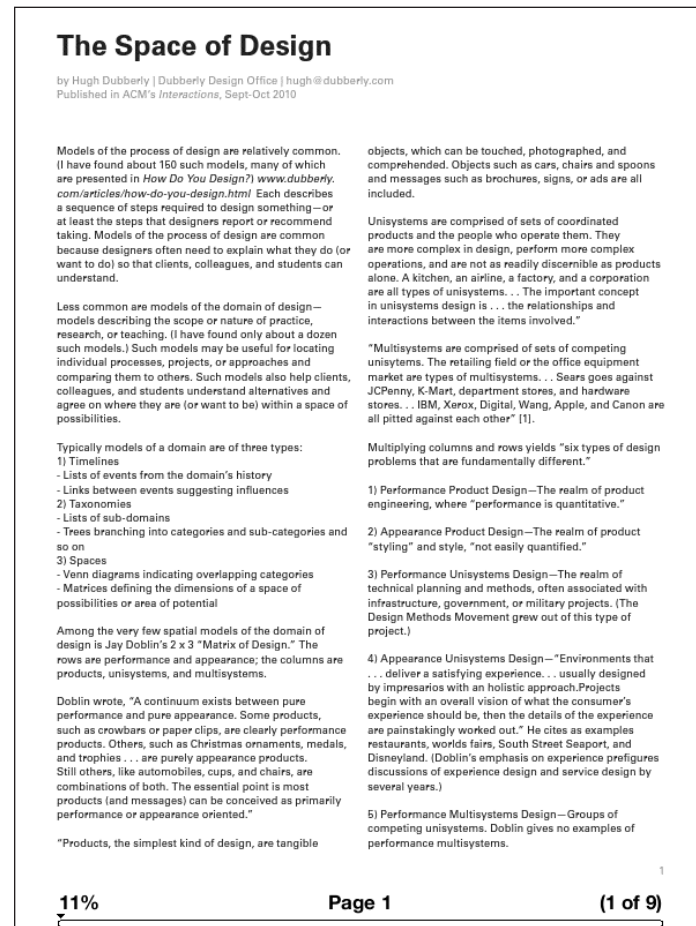 The Space of Design
by Hugh Dubberly | Dubberly Design Office | hugh@dubberly.com
Published in ACM's Interactions, Sept-Oct 2010
Models of the process of design are relatively common.
(I have found about 150 such models, many of which
are presented in How Do You Design?) www.dubberly.
com/articles/how-do-you-design.html Each describes
a sequence of steps required to design something—or
at least the steps that designers report or recommend
taking. Models of the process of design are common
because designers often need to explain what they do (or
want to do) so that clients, colleagues, and students can
understand.
Less common are models of the domain of design—
models describing the scope or nature of practice,
research, or teaching. (I have found only about a dozen
such models.) Such models may be useful for locating
individual processes, projects, or approaches and
comparing them to others. Such models also help clients,
colleagues, and students understand alternatives and
agree on where they are (or want to be) within a space of
possibilities.
Typically models of a domain are of three types:
1) Timelines
- Lists of events from the domain's history
- Links between events suggesting influences
2) Taxonomies
- Lists of sub-domains
- Trees branching into categories and sub-categories and
so on
3) Spaces
- Venn diagrams indicating overlapping categories
- Matrices defining the dimensions of a space of
possibilities or area of potential
Among the very few spatial models of the domain of
design is Jay Doblin's 2 x 3 “Matrix of Design.” The
rows are performance and appearance; the columns are
products, unisystems, and multisystems.
Doblin wrote, “A continuum exists between pure
performance and pure appearance. Some products,
such as crowbars or paper clips, are clearly performance
products. Others, such as Christmas ornaments, medals,
and trophies . . . are purely appearance products.
Still others, like automobiles, cups, and chairs, are
combinations of both. The essential point is most
products (and messages) can be conceived as primarily
performance or appearance oriented.”
“Products, the simplest kind of design, are tangible
objects, which can be touched, photographed, and
comprehended. Objects such as cars, chairs and spoons
and messages such as brochures, signs, or ads are all
included.
Unisystems are comprised of sets of coordinated
products and the people who operate them. They
are more complex in design, perform more complex
operations, and are not as readily discernible as products
alone. A kitchen, an airline, a factory, and a corporation
are all types of unisystems. . . The important concept
in unisystems design is . . . the relationships and
interactions between the items involved.”
“Multisystems are comprised of sets of competing
unisytems. The retailing field or the office equipment
market are types of multisystems. . . Sears goes against
JCPenny, K-Mart, department stores, and hardware
stores. . . IBM, Xerox, Digital, Wang, Apple, and Canon are
all pitted against each other” [1].
Multiplying columns and rows yields “six types of design
problems that are fundamentally different.”
1) Performance Product Design—The realm of product
engineering, where “performance is quantitative.”
2) Appearance Product Design—The realm of product
“styling” and style, “not easily quantified.”
3) Performance Unisystems Design—The realm of
technical planning and methods, often associated with
infrastructure, government, or military projects. (The
Design Methods Movement grew out of this type of
project.)
4) Appearance Unisystems Design—“Environments that
. . . deliver a satisfying experience. . . usually designed
by impresarios with an holistic approach.Projects
begin with an overall vision of what the consumer's
experience should be, then the details of the experience
are painstakingly worked out.” He cites as examples
restaurants, worlds fairs, South Street Seaport, and
Disneyland. (Doblin's emphasis on experience prefigures
discussions of experience design and service design by
several years.)
5) Performance Multisystems Design—Groups of
competing unisystems. Doblin gives no examples of
performance multisystems.
1
11% Page 1 (1 of 9)